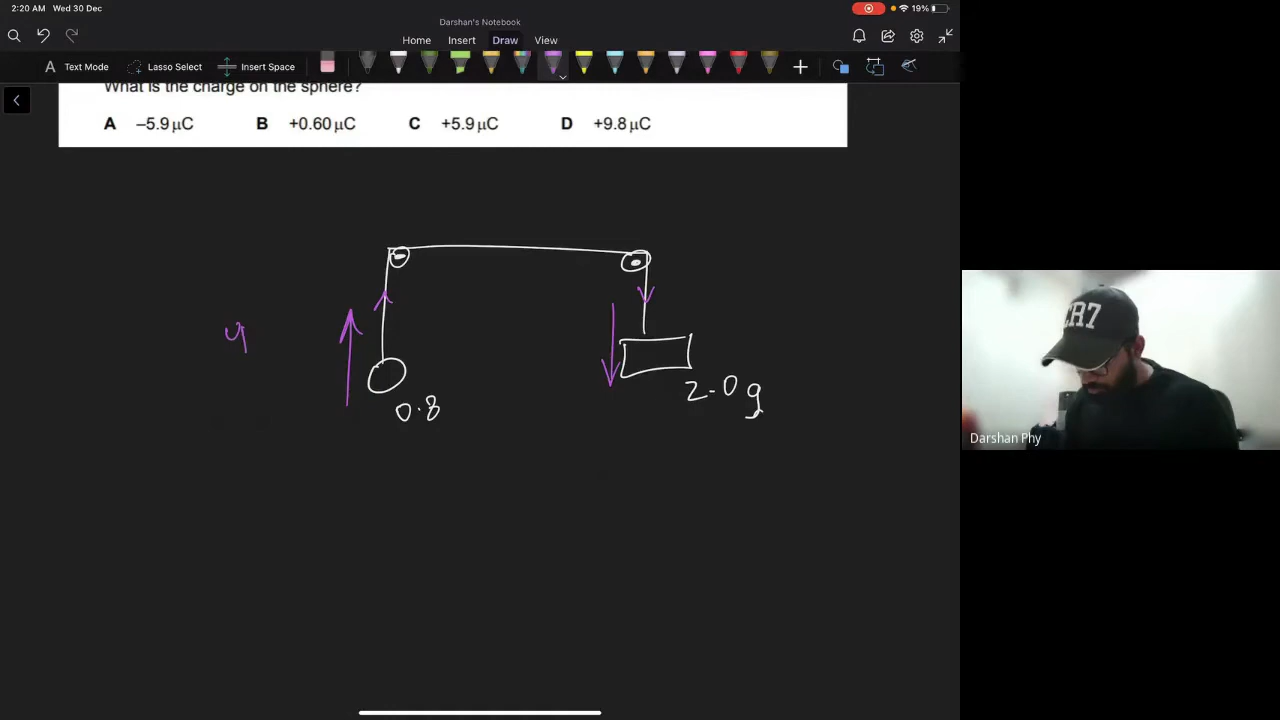 2:20 AM Wed 30 Dec
19%
Darshan's Notebook
Home Insert Draw View
Text Mode Lasso Select Insert Space
What is the charge on the sphere?
A –5.9 µC B +0.60 µC C +5.9 µC D +9.8 µC
CR7
0.8
2.0g
Darshan Phy